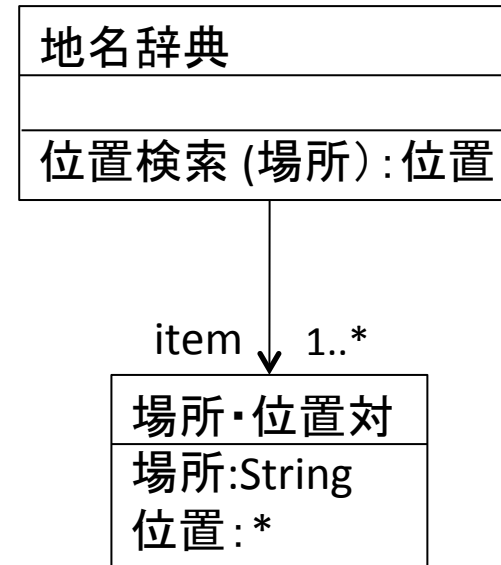 地名辞典
位置検索 (場所）:位置
item 1..*
場所・位置対
場所:String
位置:*